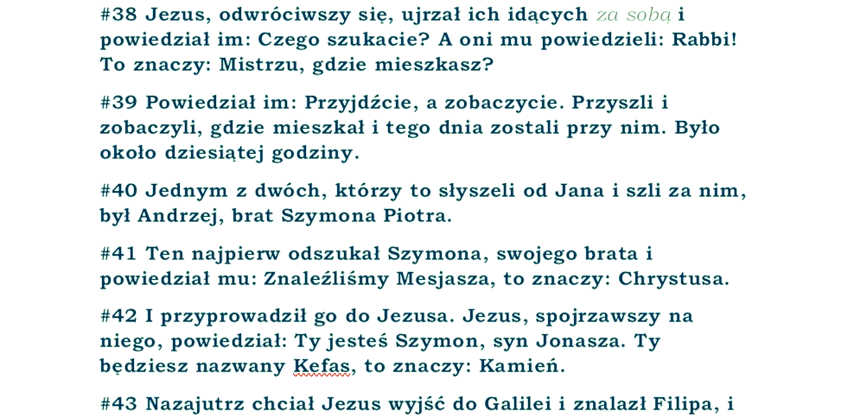 #38 Jezus, odwróciwszy się, ujrzał ich idących za sobą i
powiedział im: Czego szukacie? A oni mu powiedzieli: Rabbi!
To znaczy: Mistrzu, gdzie mieszkasz?
#39 Powiedział im: Przyjdźcie, a zobaczycie. Przyszli i
zobaczyli, gdzie mieszkał i tego dnia zostali przy nim. Było
około dziesiątej godziny.
#40 Jednym z dwóch, którzy to słyszeli od Jana i szli za nim,
był Andrzej, brat Szymona Piotra.
#41 Ten najpierw odszukał Szymona, swojego brata i
powiedział mu: Znaleźliśmy Mesjasza, to znaczy: Chrystusa.
#42 I przyprowadził go do Jezusa. Jezus, spojrzawszy na
niego, powiedział: Ty jesteś Szymon, syn Jonasza. Ty
będziesz nazwany Kefas, to znaczy: Kamień.
#43 Nazajutrz chciał Jezus wyjść do Galilei i znalazł Filipa, i